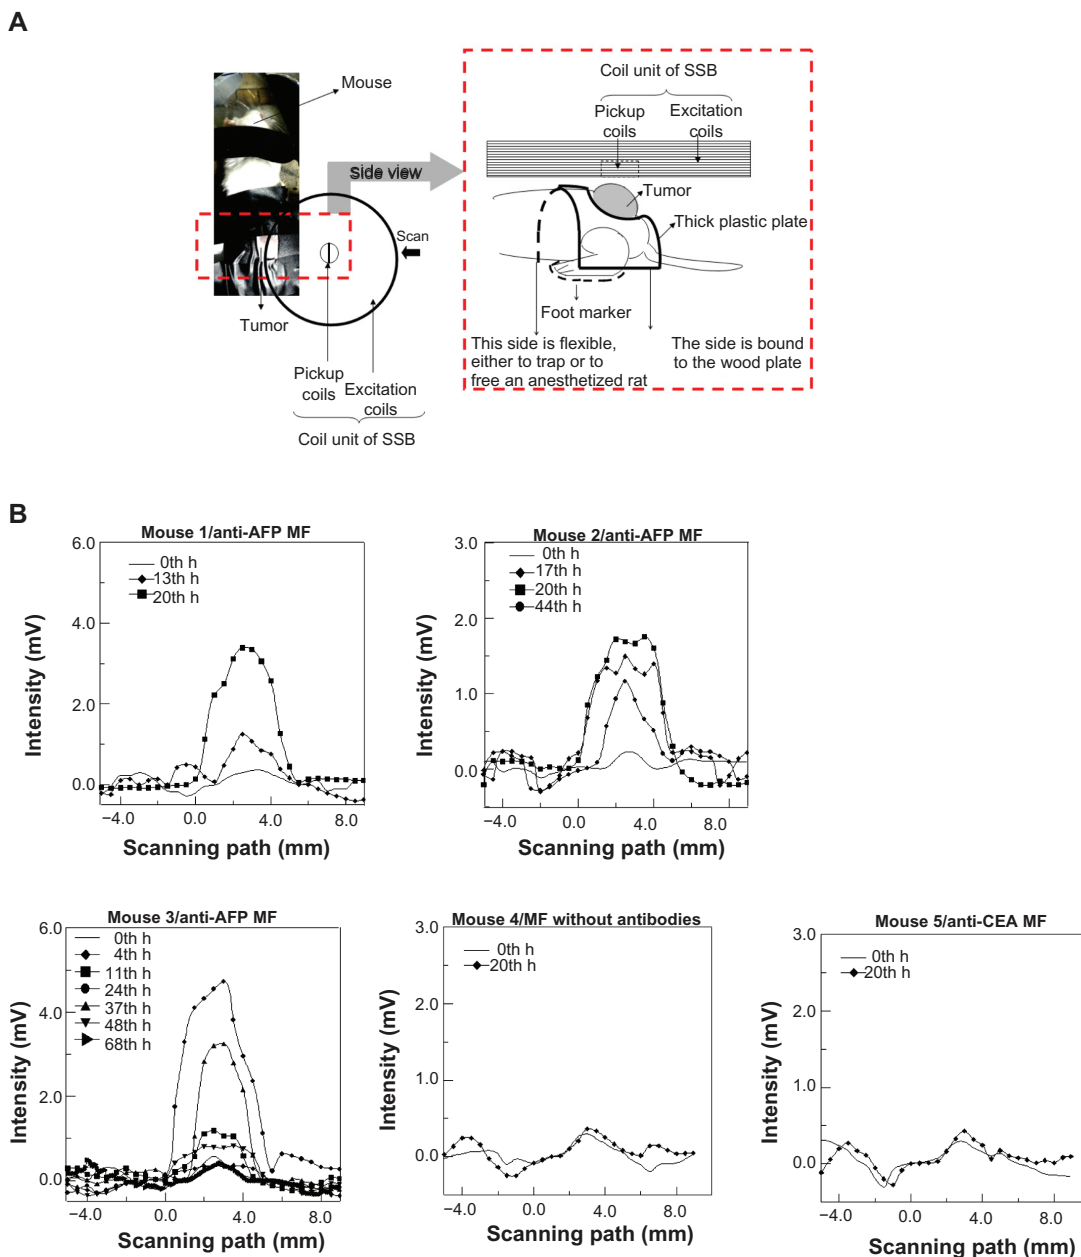 A
Mouse
Side view
Scan
Tumor
Pickup
coils
Excitation
coils
Coil unit of SSB
Coil unit of SSB
Pickup
coils
Excitation
coils
Tumor
Thick plastic plate
Foot marker
This side is flexible,
either to trap or to
free an anesthetized rat
The side is bound
to the wood plate
B
Mouse 1/anti-AFP MF
6.0
4.0
2.0
0.0
0th h
13th h
20th h
Intensity (mV)
−4.0 0.0 4.0 8.0
Scanning path (mm)
Mouse 2/anti-AFP MF
3.0
2.0
1.0
0.0
0th h
17th h
20th h
44th h
Intensity (mV)
−4.0 0.0 4.0 8.0
Scanning path (mm)
Mouse 3/anti-AFP MF
6.0
4.0
2.0
0.0
0th h
4th h
11th h
24th h
37th h
48th h
68th h
Intensity (mV)
−4.0 0.0 4.0 8.0
Scanning path (mm)
Mouse 4/MF without antibodies
3.0
2.0
1.0
0.0
0th h
20th h
Intensity (mV)
−4.0 0.0 4.0 8.0
Scanning path (mm)
Mouse 5/anti-CEA MF
3.0
2.0
1.0
0.0
0th h
20th h
Intensity (mV)
−4.0 0.0 4.0 8.0
Scanning path (mm)